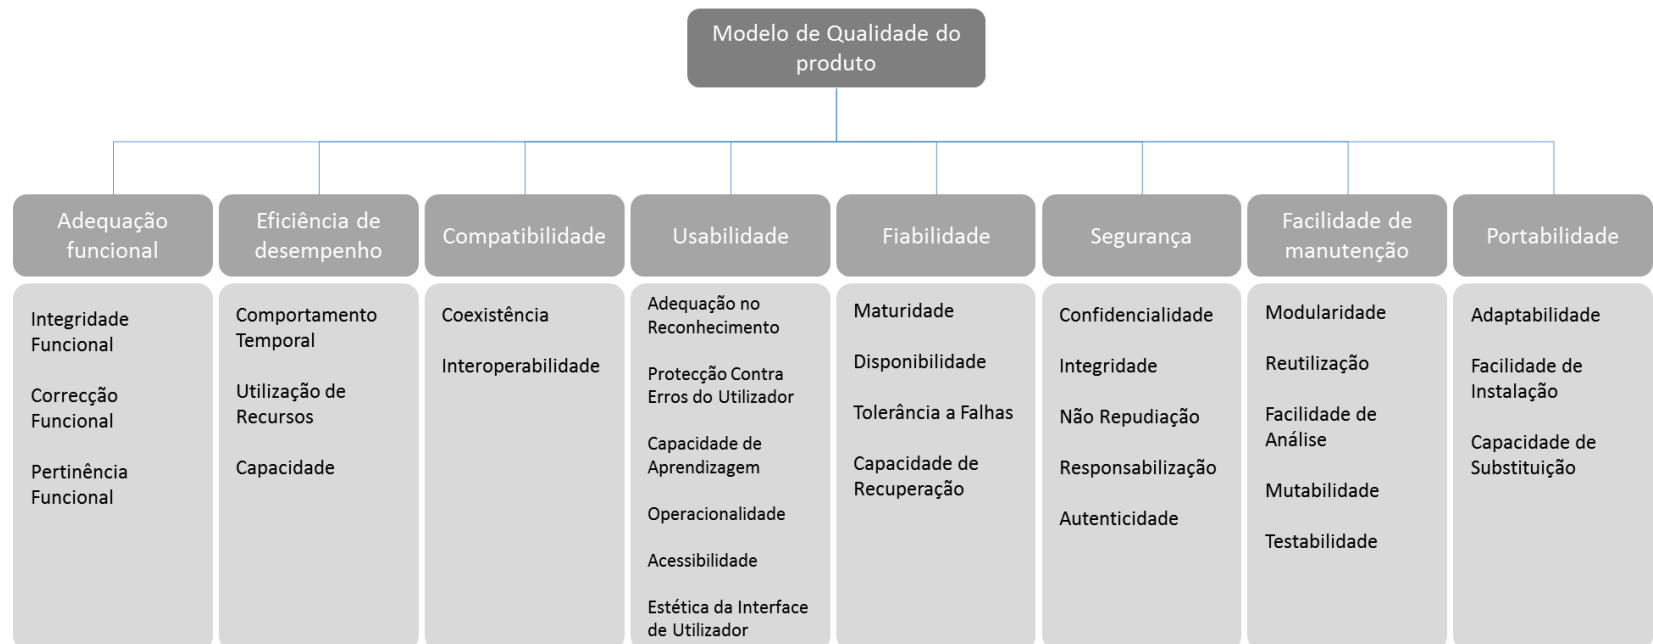 Modelo de Qualidade do
produto
Adequação
funcional
Eficiência de
desempenho
Compatibilidade
Usabilidade
Fiabilidade
Segurança
Facilidade de
manutenção
Portabilidade
Integridade
Funcional
Correcção
Funcional
Pertinência
Funcional
Comportamento
Temporal
Utilização de
Recursos
Capacidade
Coexistência
Interoperabilidade
Adequação no
Reconhecimento
Protecção Contra
Erros do Utilizador
Capacidade de
Aprendizagem
Operacionalidade
Acessibilidade
Estética da Interface
de Utilizador
Maturidade
Disponibilidade
Tolerância a Falhas
Capacidade de
Recuperação
Confidencialidade
Integridade
Não Repudiação
Responsabilização
Autenticidade
Modularidade
Reutilização
Facilidade de
Análise
Mutabilidade
Testabilidade
Adaptabilidade
Facilidade de
Instalação
Capacidade de
Substituição